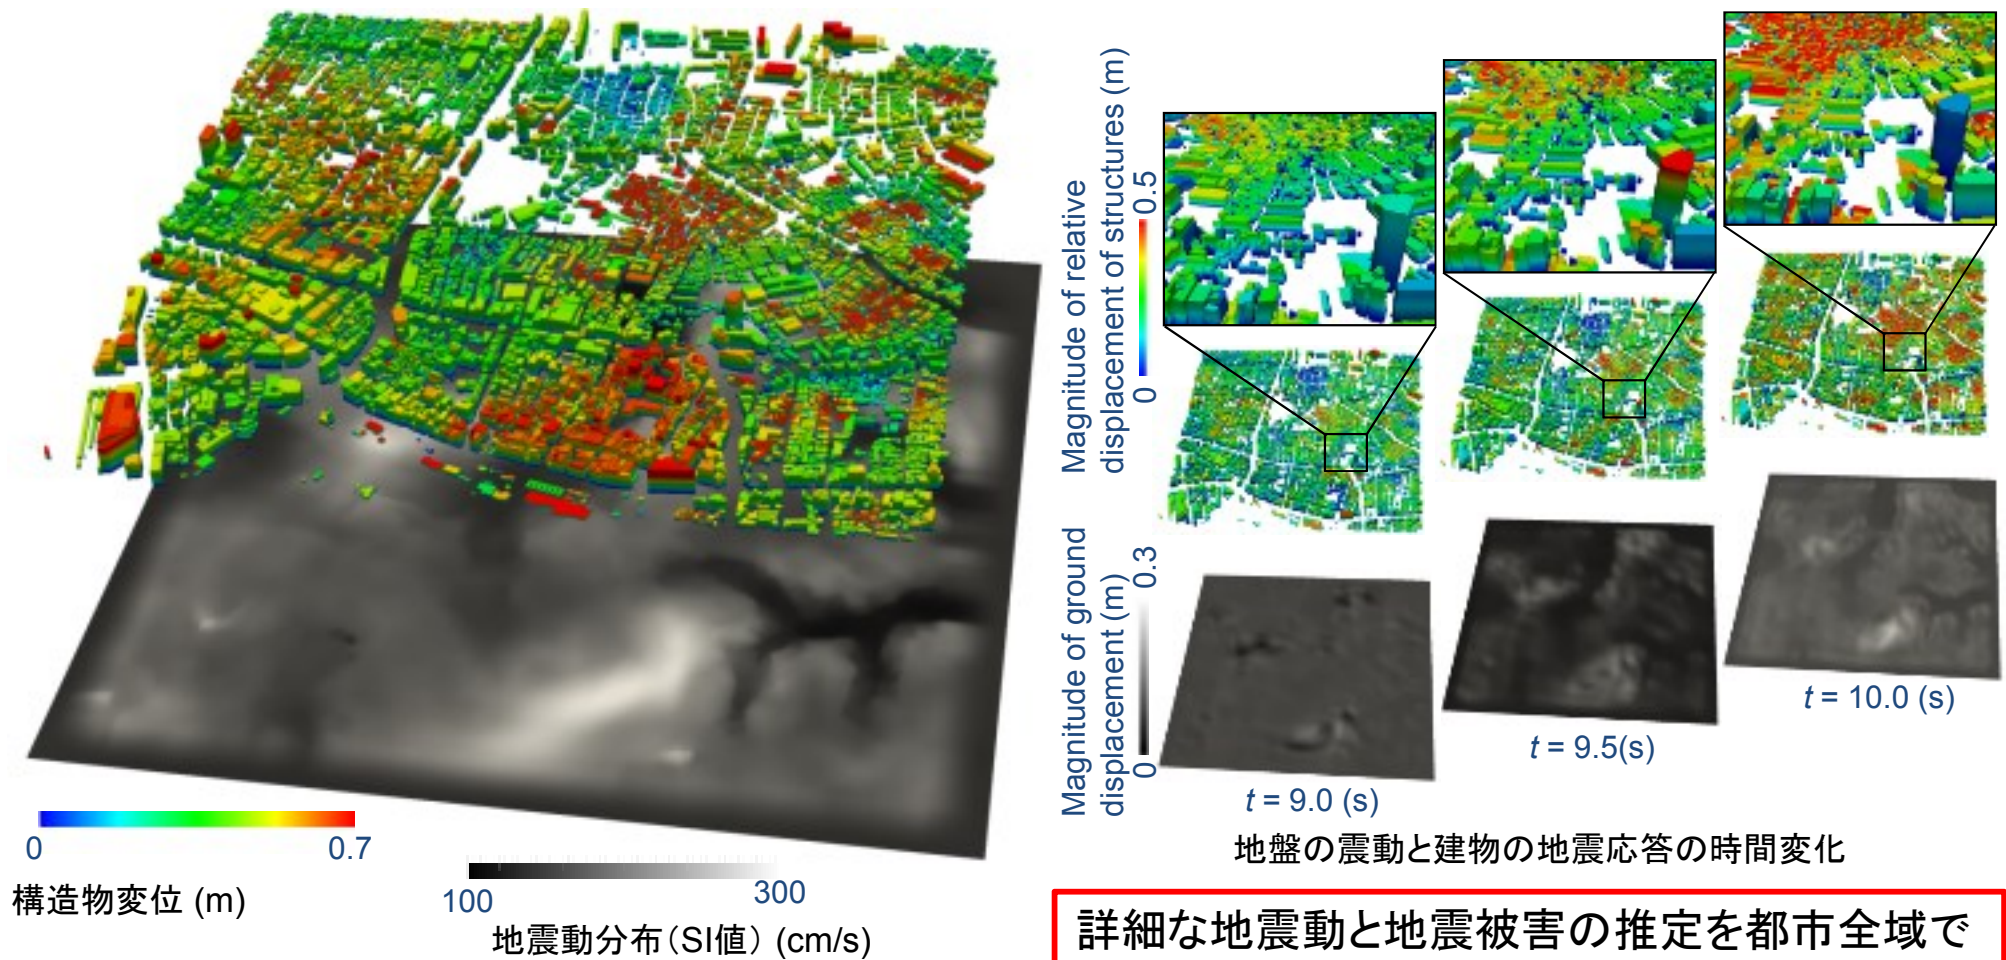 0
0.7
構造物変位 (m)
100
300
地震動分布（SI値） (cm/s)
Magnitude of relative
displacement of structures (m)
0.5
0
Magnitude of ground
displacement (m)
0.3
0
t = 9.0 (s)
t = 9.5(s)
t = 10.0 (s)
地盤の震動と建物の地震応答の時間変化
詳細な地震動と地震被害の推定を都市全域で